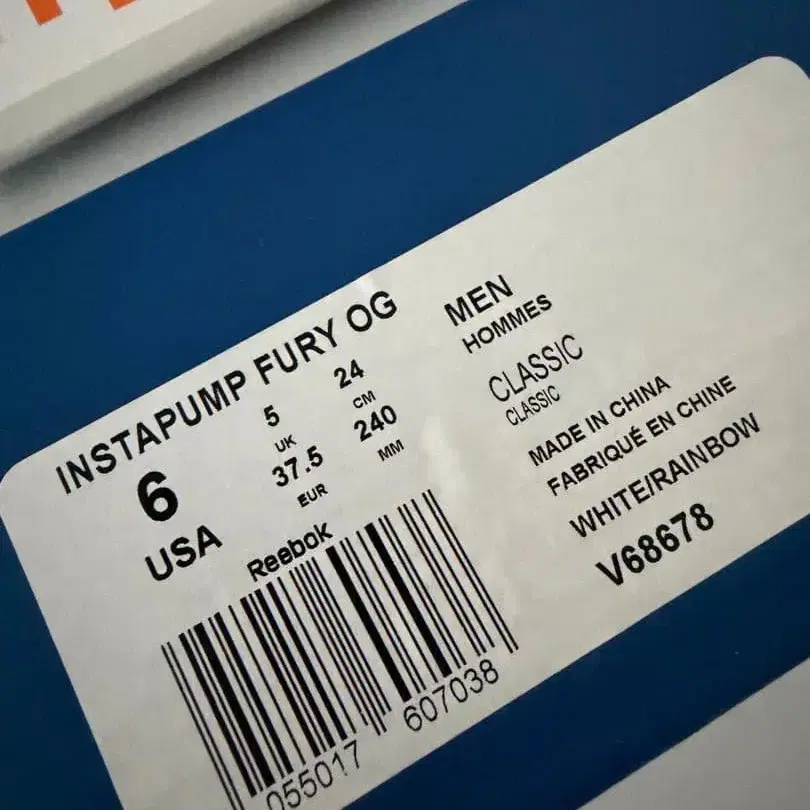 INSTAPUMP FURY OG
6
USA
5
UK
24
CM
37.5
EUR
240
MM
Reebok
055017 607038
MEN
HOMMES
CLASSIC
CLASSIC
MADE IN CHINA
FABRIQUÉ EN CHINE
WHITE/RAINBOW
V68678